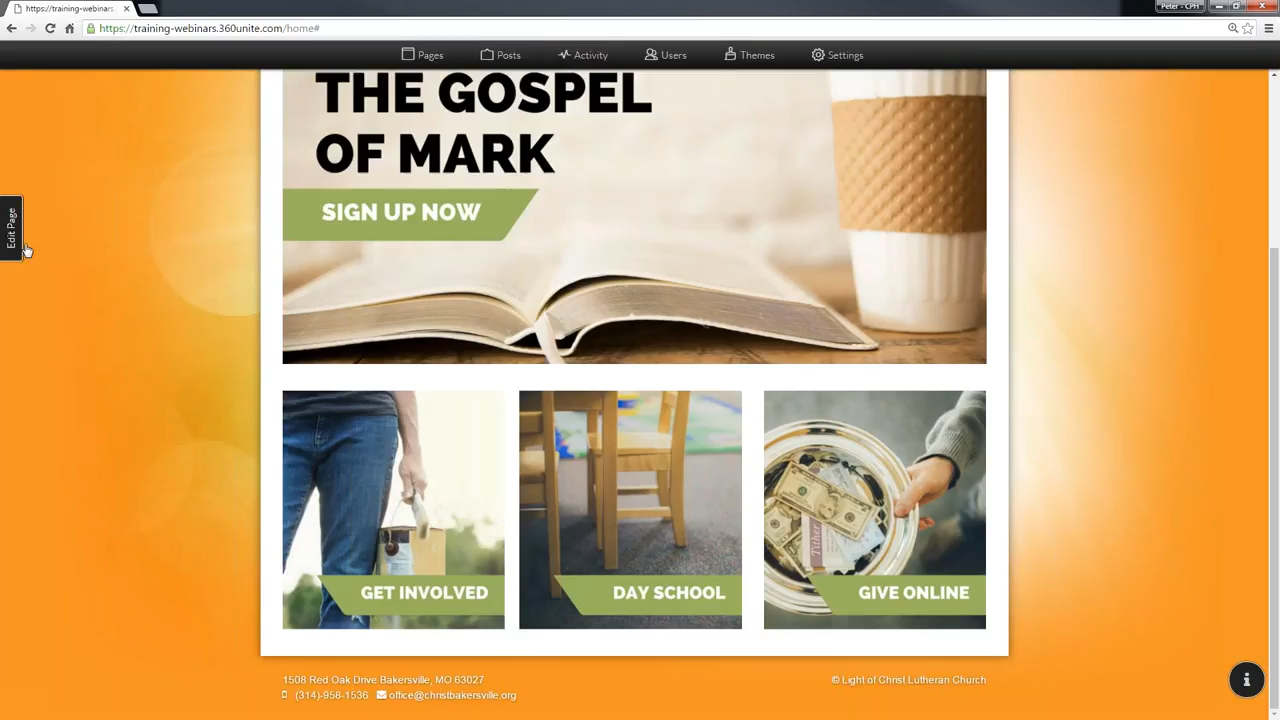 https://training-webinars
Peter - CPH
https://training-webinars.360unite.com/home#
Pages
Posts
Activity
Users
Themes
Settings
THE GOSPEL
OF MARK
SIGN UP NOW
Edit Page
Tithe
GET INVOLVED
DAY SCHOOL
GIVE ONLINE
1508 Red Oak Drive Bakersville, MO 63027
© Light of Christ Lutheran Church
(314)-958-1536 office@christbakersville.org